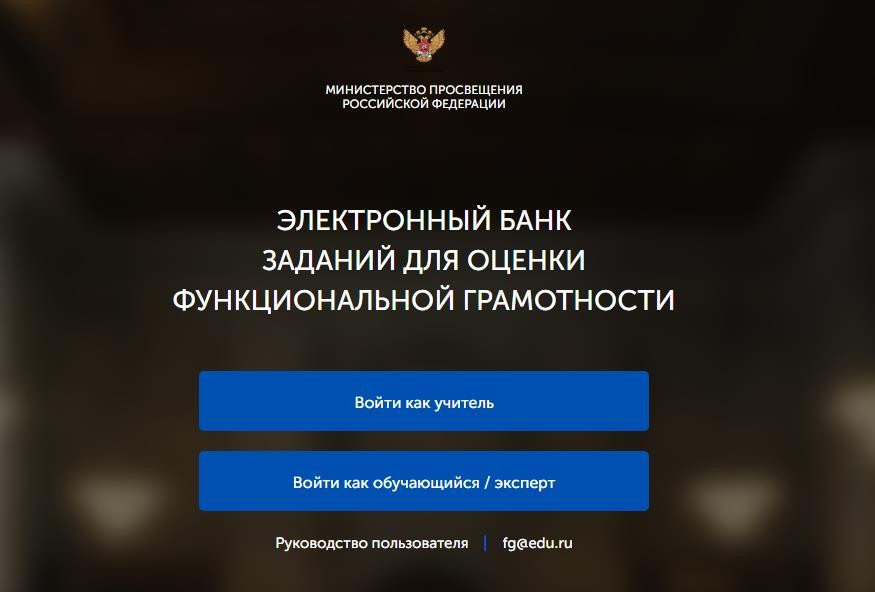 МИНИСТЕРСТВО ПРОСВЕЩЕНИЯ
РОССИЙСКОЙ ФЕДЕРАЦИИ
ЭЛЕКТРОННЫЙ БАНК
ЗАДАНИЙ ДЛЯ ОЦЕНКИ
ФУНКЦИОНАЛЬНОЙ ГРАМОТНОСТИ
Войти как учитель
Войти как обучающийся / эксперт
Руководство пользователя | fg@edu.ru